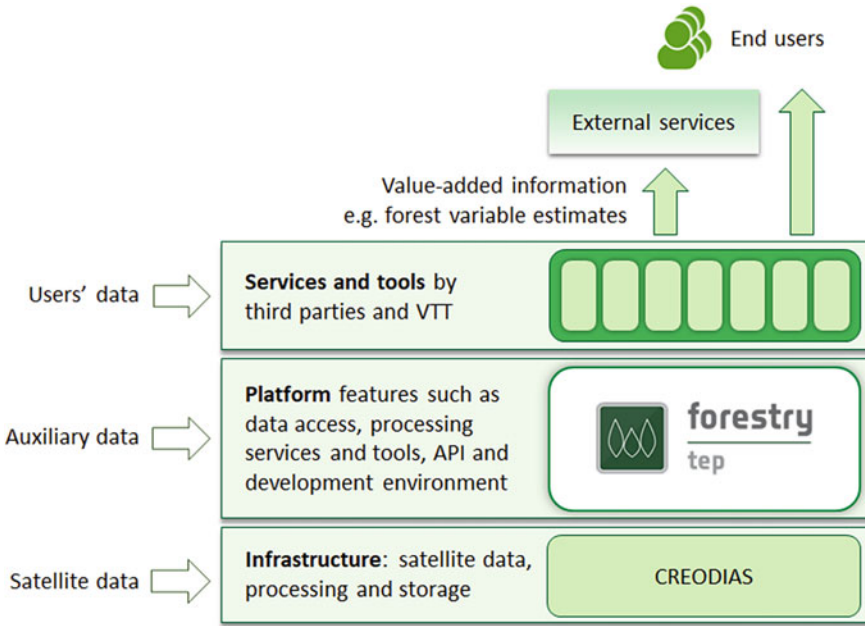 End users
External services
Value-added information
e.g. forest variable estimates
Users’ data
Services and tools by
third parties and VTT
Auxiliary data
Platform features such as
data access, processing
services and tools, API and
development environment
forestry
tep
Satellite data
Infrastructure: satellite data,
processing and storage
CREODIAS